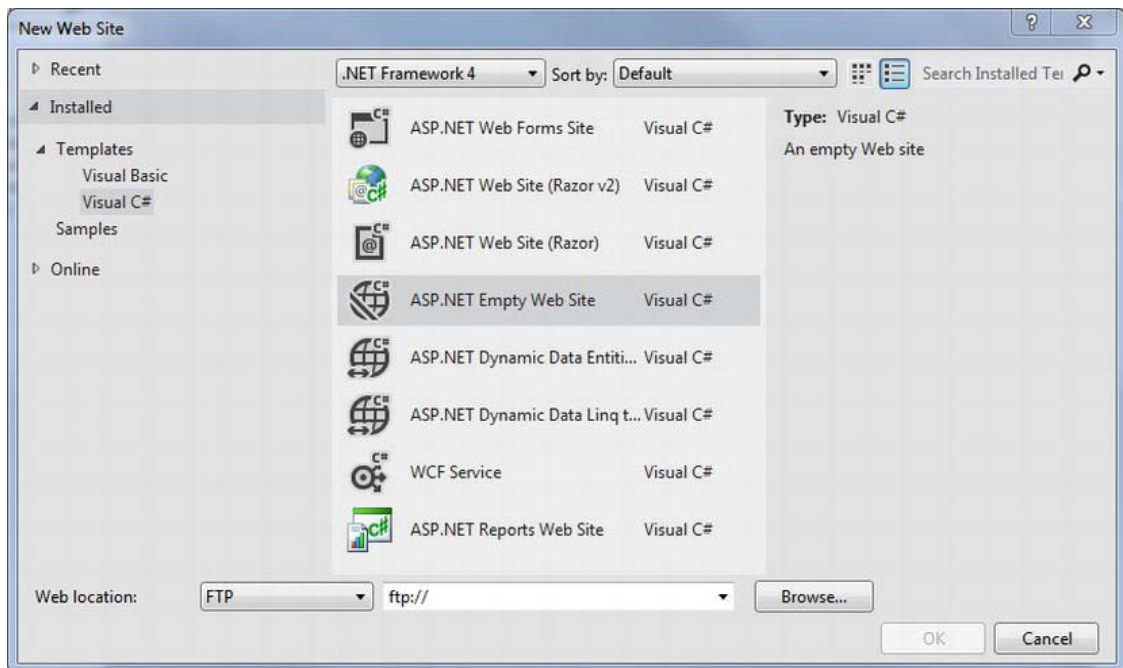 New Web Site
Recent
Installed
Templates
Visual Basic
Visual C#
Samples
Online
.NET Framework 4 Sort by: Default Search Installed Te
ASP.NET Web Forms Site Visual C#
ASP.NET Web Site (Razor v2) Visual C#
ASP.NET Web Site (Razor) Visual C#
ASP.NET Empty Web Site Visual C#
ASP.NET Dynamic Data Entiti... Visual C#
ASP.NET Dynamic Data Linq t... Visual C#
WCF Service Visual C#
ASP.NET Reports Web Site Visual C#
Type: Visual C#
An empty Web site
Web location: FTP ftp:// Browse...
OK Cancel